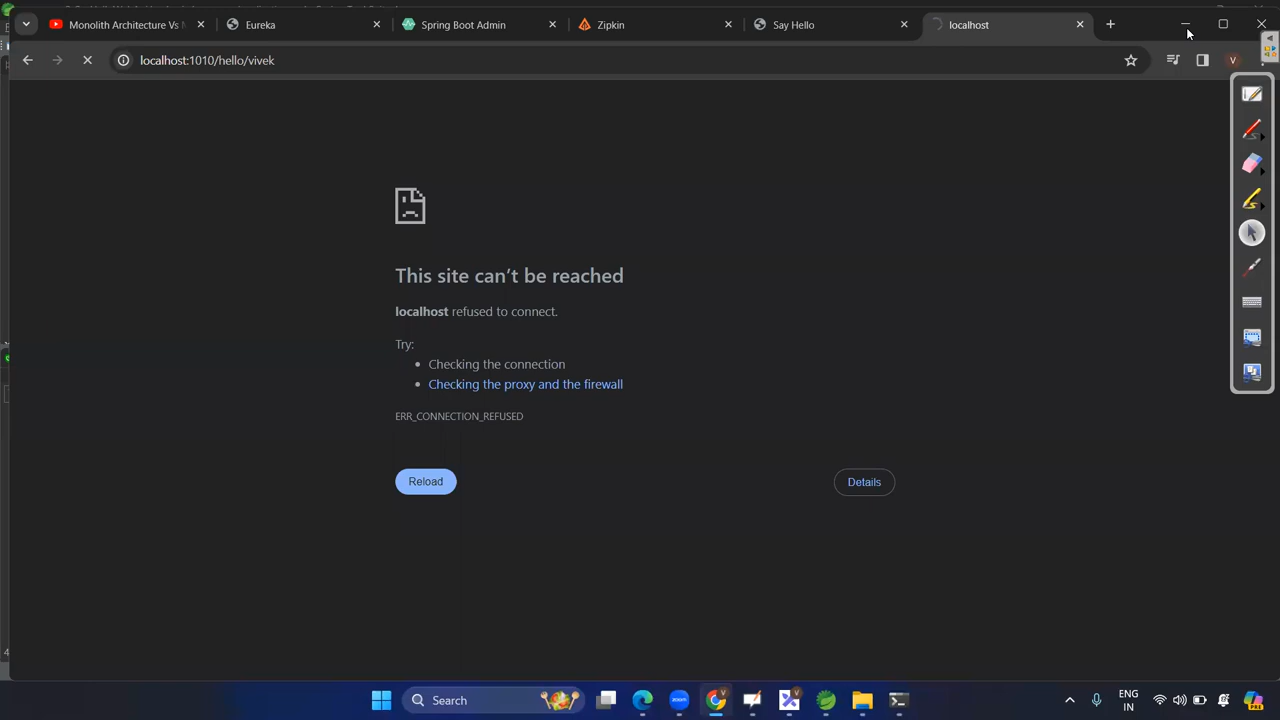 Monolith Architecture Vs M
Eureka
Spring Boot Admin
Zipkin
Say Hello
localhost
localhost:1010/hello/vivek
V
This site can't be reached
localhost refused to connect.
Try:
Checking the connection
Checking the proxy and the firewall
ERR_CONNECTION_REFUSED
Reload
Details
Search
zoom
ENG
IN